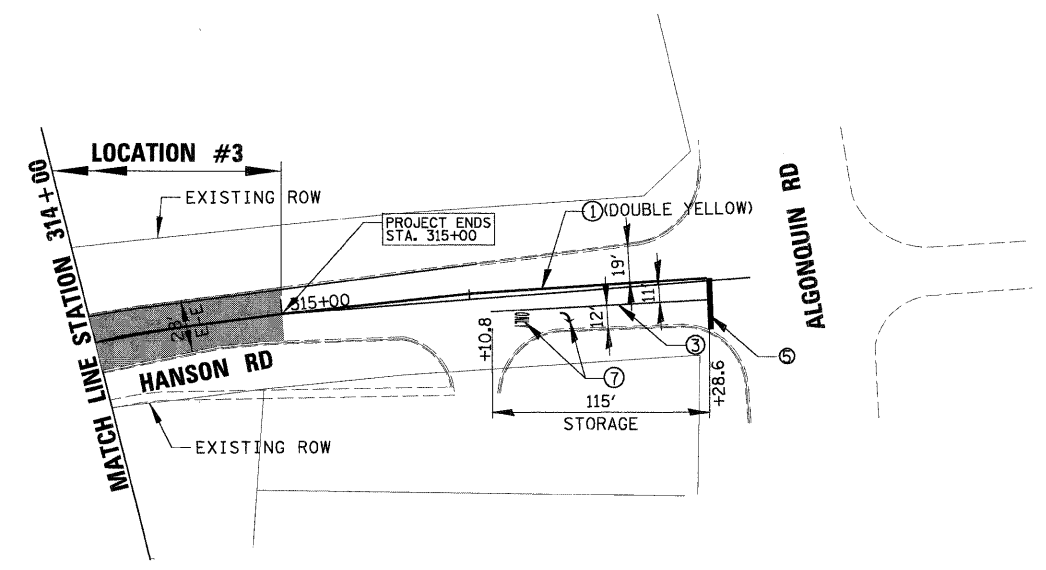 LOCATION #3
EXISTING ROW
PROJECT ENDS
STA. 315+00
① (DOUBLE YELLOW)
MATCH LINE STATION 314+00
315+00
28'
E-E
HANSON RD
19'
11'
12'
③
⑤
⑦
+10.8
+28.6
115'
STORAGE
EXISTING ROW
ALGONQUIN RD